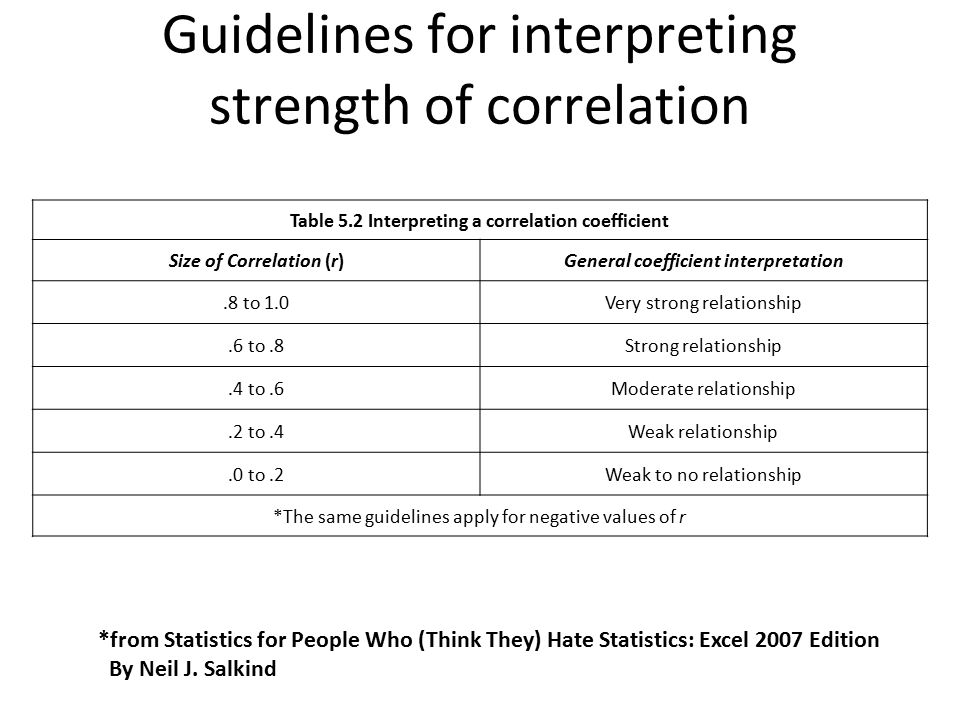 Guidelines for interpreting
strength of correlation
Table 5.2 Interpreting a correlation coefficient
Size of Correlation (r)
General coefficient interpretation
.8 to 1.0
Very strong relationship
.6 to .8
Strong relationship
.4 to .6
Moderate relationship
.2 to .4
Weak relationship
.0 to .2
Weak to no relationship
*The same guidelines apply for negative values of r
*from Statistics for People Who (Think They) Hate Statistics: Excel 2007 Edition
By Neil J. Salkind